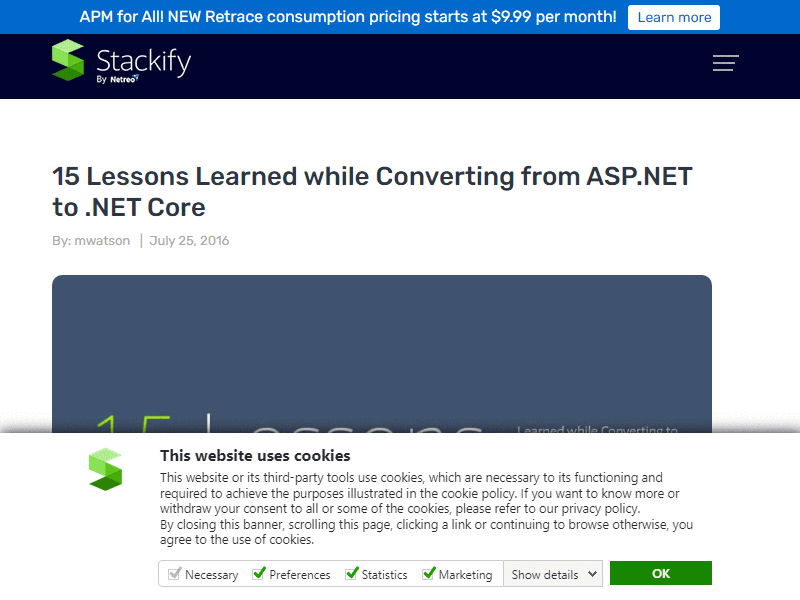 APM for All! NEW Retrace consumption pricing starts at $9.99 per month! Learn more
Stackify
By Netreo
15 Lessons Learned while Converting from ASP.NET
to .NET Core
By: mwatson | July 25, 2016
15 Lessons Learned while Converting to
This website uses cookies
This website or its third-party tools use cookies, which are necessary to its functioning and
required to achieve the purposes illustrated in the cookie policy. If you want to know more or
withdraw your consent to all or some of the cookies, please refer to our privacy policy.
By closing this banner, scrolling this page, clicking a link or continuing to browse otherwise, you
agree to the use of cookies.
Necessary Preferences Statistics Marketing Show details OK